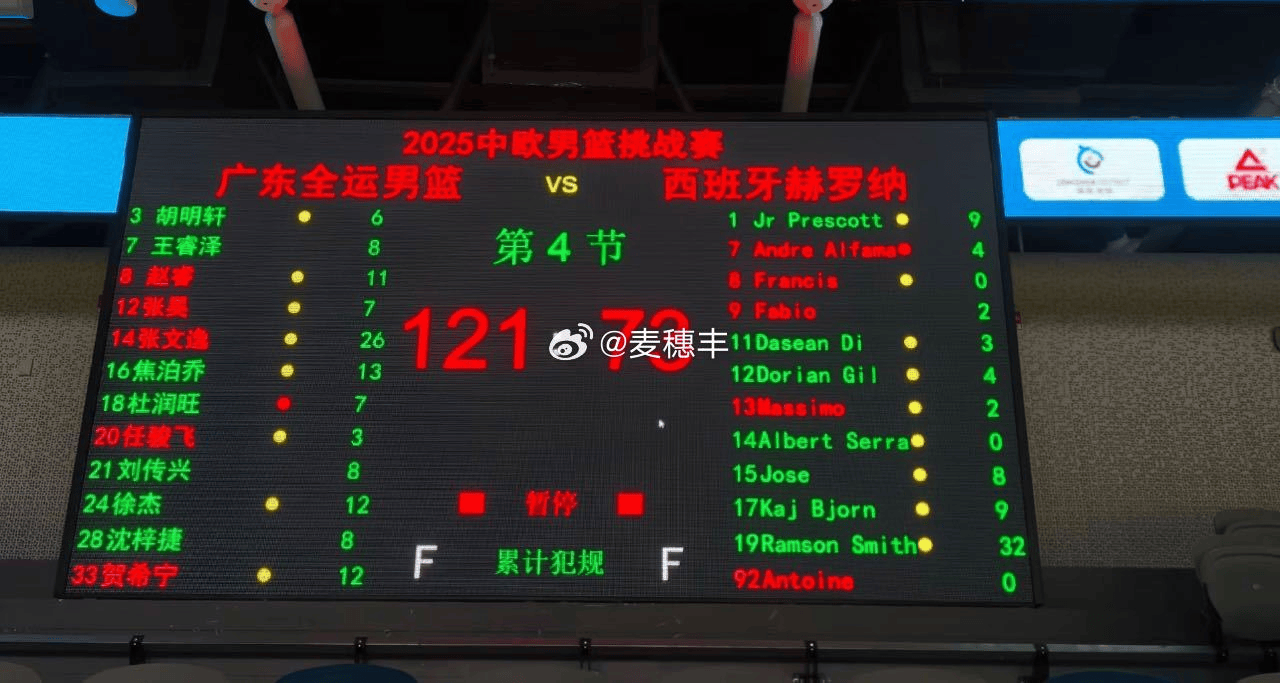 2025中欧男篮挑战赛
广东全运男篮 VS 西班牙赫罗纳
3 胡明轩 6
7 王睿泽 8
8 赵睿 11
12张昊 7
14张文逸 26
16焦泊乔 13
18杜润旺 7
20任骏飞 3
21刘传兴 8
24徐杰 12
28沈梓捷 8
33贺希宁 12
第 4 节
121 73
@麦穗丰
暂停
F 累计犯规 F
1 Jr Prescott 9
7 Andre Alfama 4
8 Francis 0
9 Fabio 2
11Dasean Di 3
12Dorian Gil 4
13Massimo 2
14Albert Serra 0
15Jose 8
17Kaj Bjorn 9
19Ramson Smith 32
92Antoine 0
PEAK